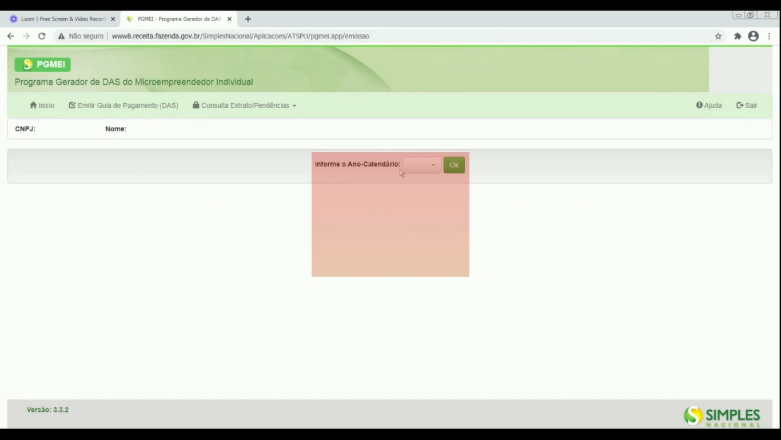 Loom | Free Screen & Video Record
PGMEI - Programa Gerador de DAS
Não seguro | www8.receita.fazenda.gov.br/SimplesNacional/Aplicacoes/ATSPO/pgmei.app/emissao
PGMEI
Programa Gerador de DAS do Microempreendedor Individual
Início Emitir Guia de Pagamento (DAS) Consulta Extrato/Pendências Ajuda Sair
CNPJ: Nome:
Informe o Ano-Calendário: Ok
Versão: 3.3.2
SIMPLES
NACIONAL